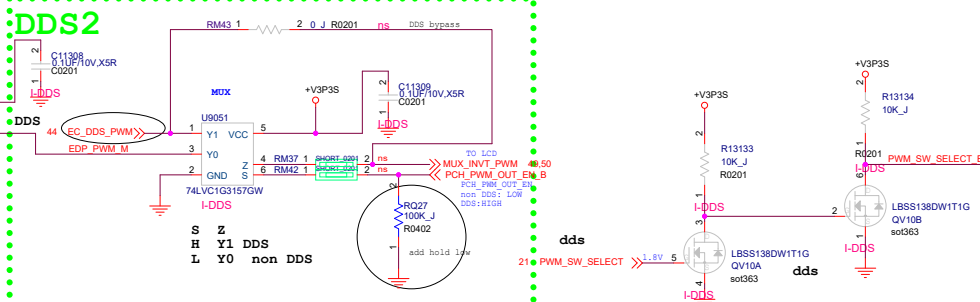 DDS2
RM43 1 2 0 J R0201 ns DDS bypass
2
C11308
0.1UF/10V,X5R
C0201
1
I-DDS
MUX
+V3P3S
2
C11309
0.1UF/10V,X5R
C0201
1
I-DDS
DDS
44 EC_DDS_PWM
EDP_PWM_M
U9051
1 Y1 VCC 5
3 Y0
Z 4 RM37 1 SHORT_0201 2 ns
2 GND S 6 RM42 1 SHORT_0201 2 ns
74LVC1G3157GW
I-DDS
TO LCD
MUX_INVT_PWM 49,50
PCH_PWM_OUT_EN_B
PCH_PWM_OUT_EN
non DDS: LOW
DDS:HIGH
2
RQ27
100K_J
R0402
1
add hold low
S Z
H Y1 DDS
L Y0 non DDS
+V3P3S
2
R13133
10K_J
R0201
1
I-DDS
+V3P3S
2
R13134
10K_J
1
R0201
I-DDS
PWM_SW_SELECT_B
6
2
LBSS138DW1T1G
QV10B
sot363
1
I-DDS
dds
21 PWM_SW_SELECT 1.8V 5
3
LBSS138DW1T1G
QV10A
sot363
4
I-DDS
dds